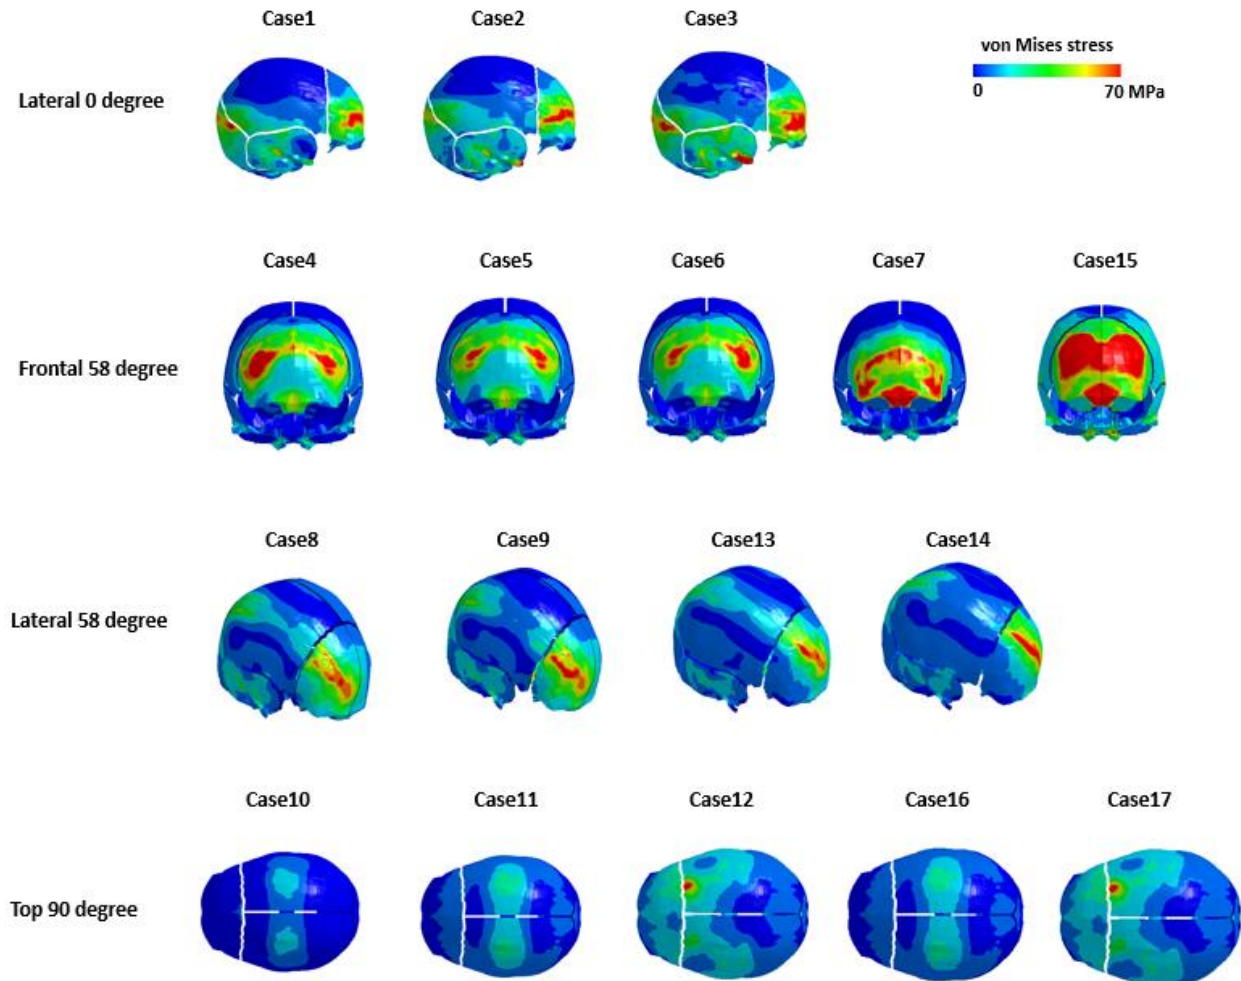 Case1 Case2 Case3
von Mises stress
0 70 MPa
Lateral 0 degree
Case4 Case5 Case6 Case7 Case15
Frontal 58 degree
Case8 Case9 Case13 Case14
Lateral 58 degree
Case10 Case11 Case12 Case16 Case17
Top 90 degree